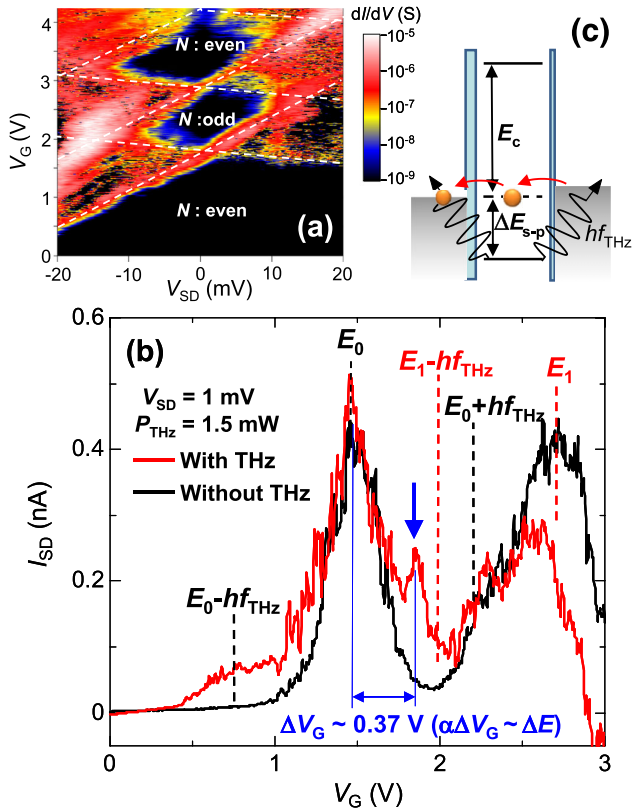 dI/dV (S)
(a)
4
3
2
1
0
V_G (V)
N : even
N :odd
N : even
-20
-10
0
10
20
V_SD (mV)
10^-5
10^-6
10^-7
10^-8
10^-9
(c)
E_c
ΔE_s-p
hf_THz
(b)
0.6
0.4
0.2
0
I_SD (nA)
E_0
E_1-hf_THz
E_1
E_0+hf_THz
V_SD = 1 mV
P_THz = 1.5 mW
With THz
Without THz
E_0-hf_THz
ΔV_G ~ 0.37 V (αΔV_G ~ ΔE)
0
1
2
3
V_G (V)